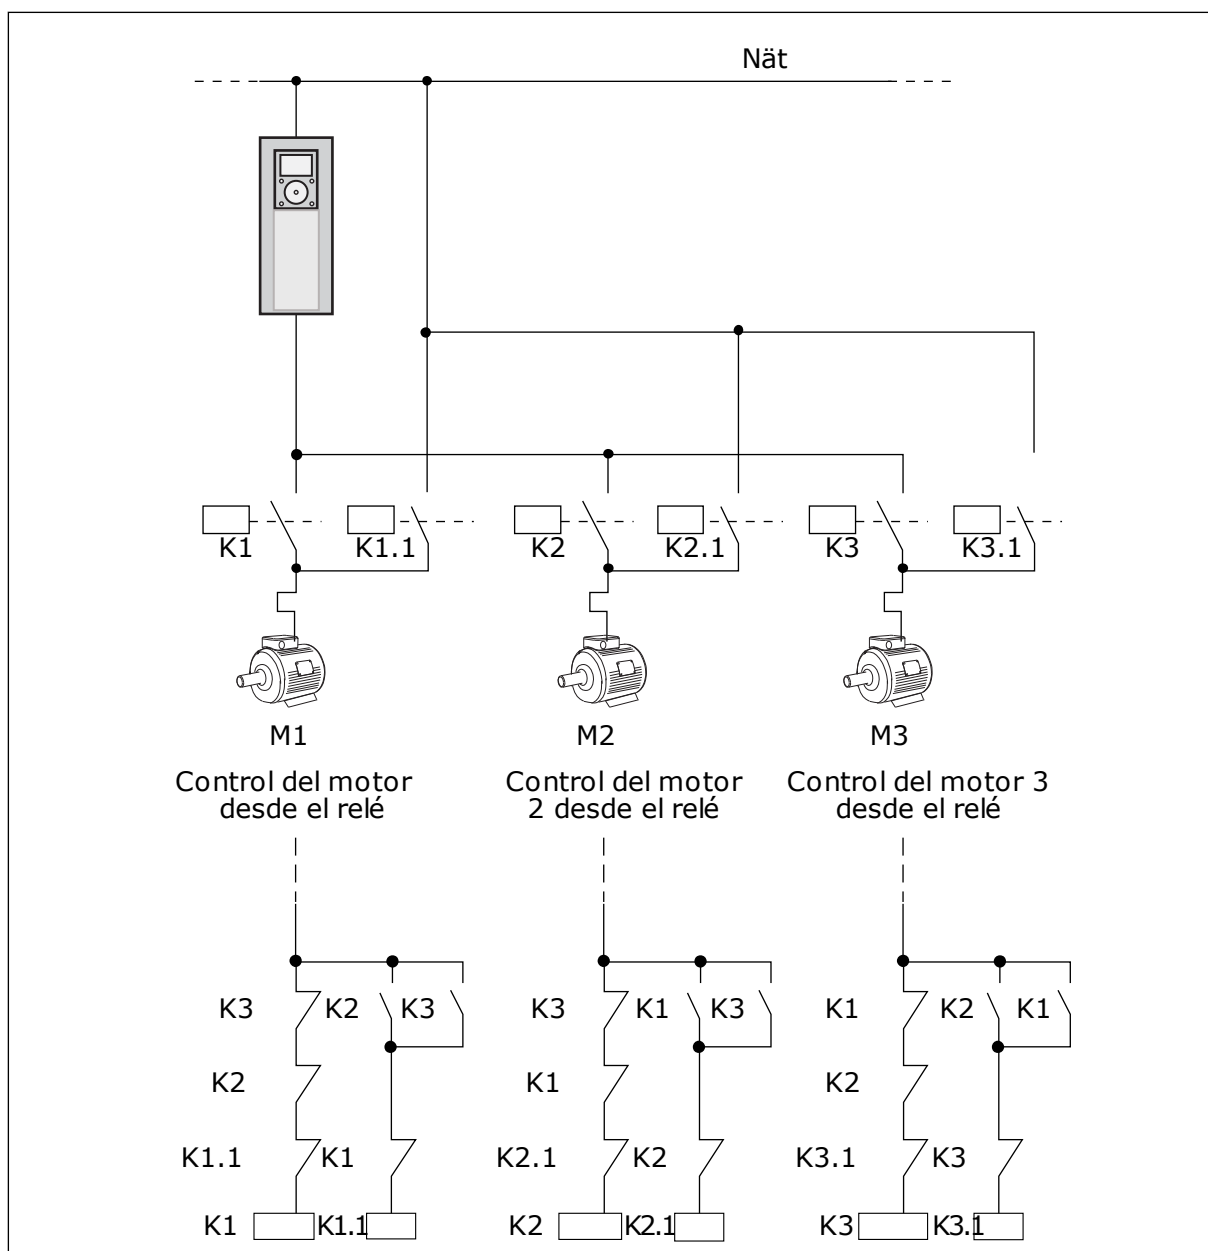 Nät
K1 K1.1 K2 K2.1 K3 K3.1
M1 M2 M3
Control del motor
desde el relé
Control del motor
2 desde el relé
Control del motor 3
desde el relé
K3 K2 K3 K3 K1 K3 K1 K2 K1
K2 K1 K2
K1.1 K1 K2.1 K2 K3.1 K3
K1 K1.1 K2 K2.1 K3 K3.1